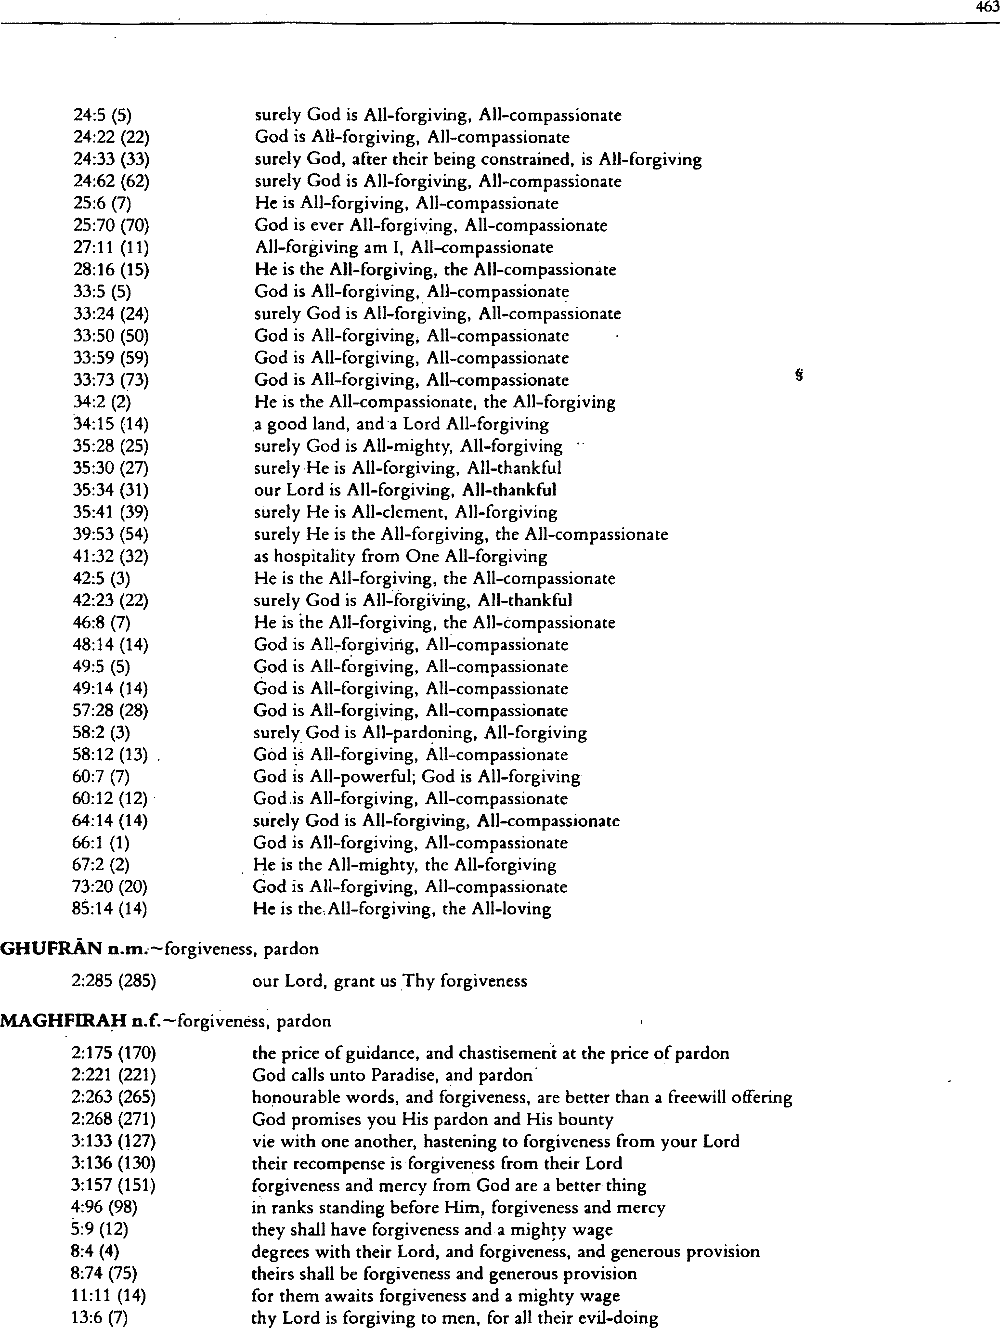 463
24:5 (5) surely God is All-forgiving, All-compassionate
24:22 (22) God is All-forgiving, All-compassionate
24:33 (33) surely God, after their being constrained, is All-forgiving
24:62 (62) surely God is All-forgiving, All-compassionate
25:6 (7) He is All-forgiving, All-compassionate
25:70 (70) God is ever All-forgiving, All-compassionate
27:11 (11) All-forgiving am I, All-compassionate
28:16 (15) He is the All-forgiving, the All-compassionate
33:5 (5) God is All-forgiving, All-compassionate
33:24 (24) surely God is All-forgiving, All-compassionate
33:50 (50) God is All-forgiving, All-compassionate
33:59 (59) God is All-forgiving, All-compassionate
33:73 (73) God is All-forgiving, All-compassionate §
34:2 (2) He is the All-compassionate, the All-forgiving
34:15 (14) a good land, and a Lord All-forgiving
35:28 (25) surely God is All-mighty, All-forgiving
35:30 (27) surely He is All-forgiving, All-thankful
35:34 (31) our Lord is All-forgiving, All-thankful
35:41 (39) surely He is All-clement, All-forgiving
39:53 (54) surely He is the All-forgiving, the All-compassionate
41:32 (32) as hospitality from One All-forgiving
42:5 (3) He is the All-forgiving, the All-compassionate
42:23 (22) surely God is All-forgiving, All-thankful
46:8 (7) He is the All-forgiving, the All-compassionate
48:14 (14) God is All-forgiving, All-compassionate
49:5 (5) God is All-forgiving, All-compassionate
49:14 (14) God is All-forgiving, All-compassionate
57:28 (28) God is All-forgiving, All-compassionate
58:2 (3) surely God is All-pardoning, All-forgiving
58:12 (13) God is All-forgiving, All-compassionate
60:7 (7) God is All-powerful; God is All-forgiving
60:12 (12) God is All-forgiving, All-compassionate
64:14 (14) surely God is All-forgiving, All-compassionate
66:1 (1) God is All-forgiving, All-compassionate
67:2 (2) He is the All-mighty, the All-forgiving
73:20 (20) God is All-forgiving, All-compassionate
85:14 (14) He is the All-forgiving, the All-loving
GHUFRĀN n.m.~forgiveness, pardon
2:285 (285) our Lord, grant us Thy forgiveness
MAGHFIRAH n.f.~forgiveness, pardon
2:175 (170) the price of guidance, and chastisement at the price of pardon
2:221 (221) God calls unto Paradise, and pardon
2:263 (265) honourable words, and forgiveness, are better than a freewill offering
2:268 (271) God promises you His pardon and His bounty
3:133 (127) vie with one another, hastening to forgiveness from your Lord
3:136 (130) their recompense is forgiveness from their Lord
3:157 (151) forgiveness and mercy from God are a better thing
4:96 (98) in ranks standing before Him, forgiveness and mercy
5:9 (12) they shall have forgiveness and a mighty wage
8:4 (4) degrees with their Lord, and forgiveness, and generous provision
8:74 (75) theirs shall be forgiveness and generous provision
11:11 (14) for them awaits forgiveness and a mighty wage
13:6 (7) thy Lord is forgiving to men, for all their evil-doing